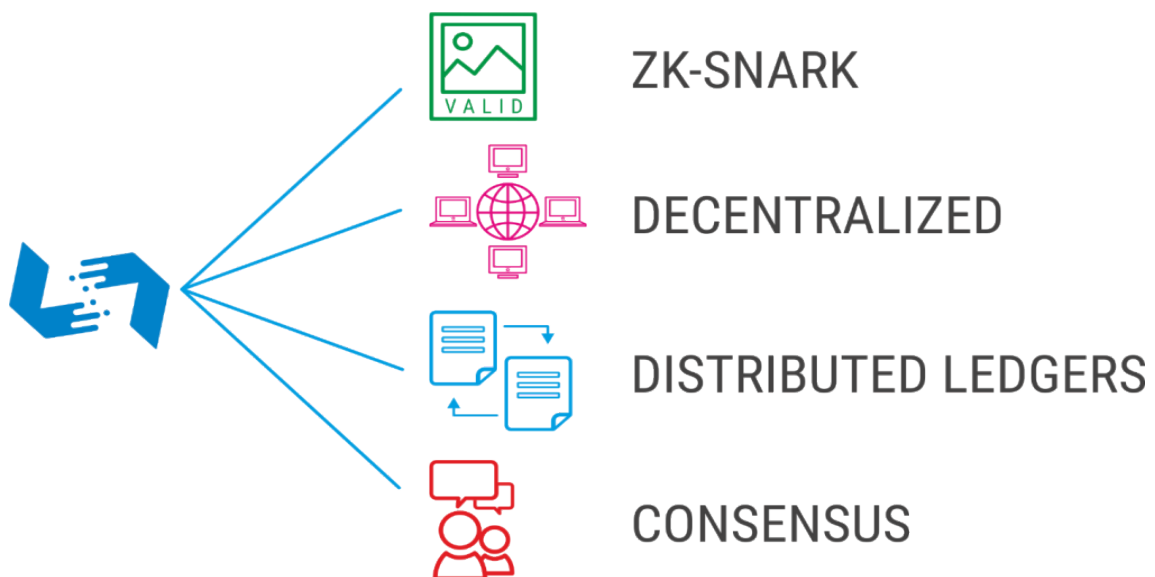 VALID
ZK-SNARK
DECENTRALIZED
DISTRIBUTED LEDGERS
CONSENSUS